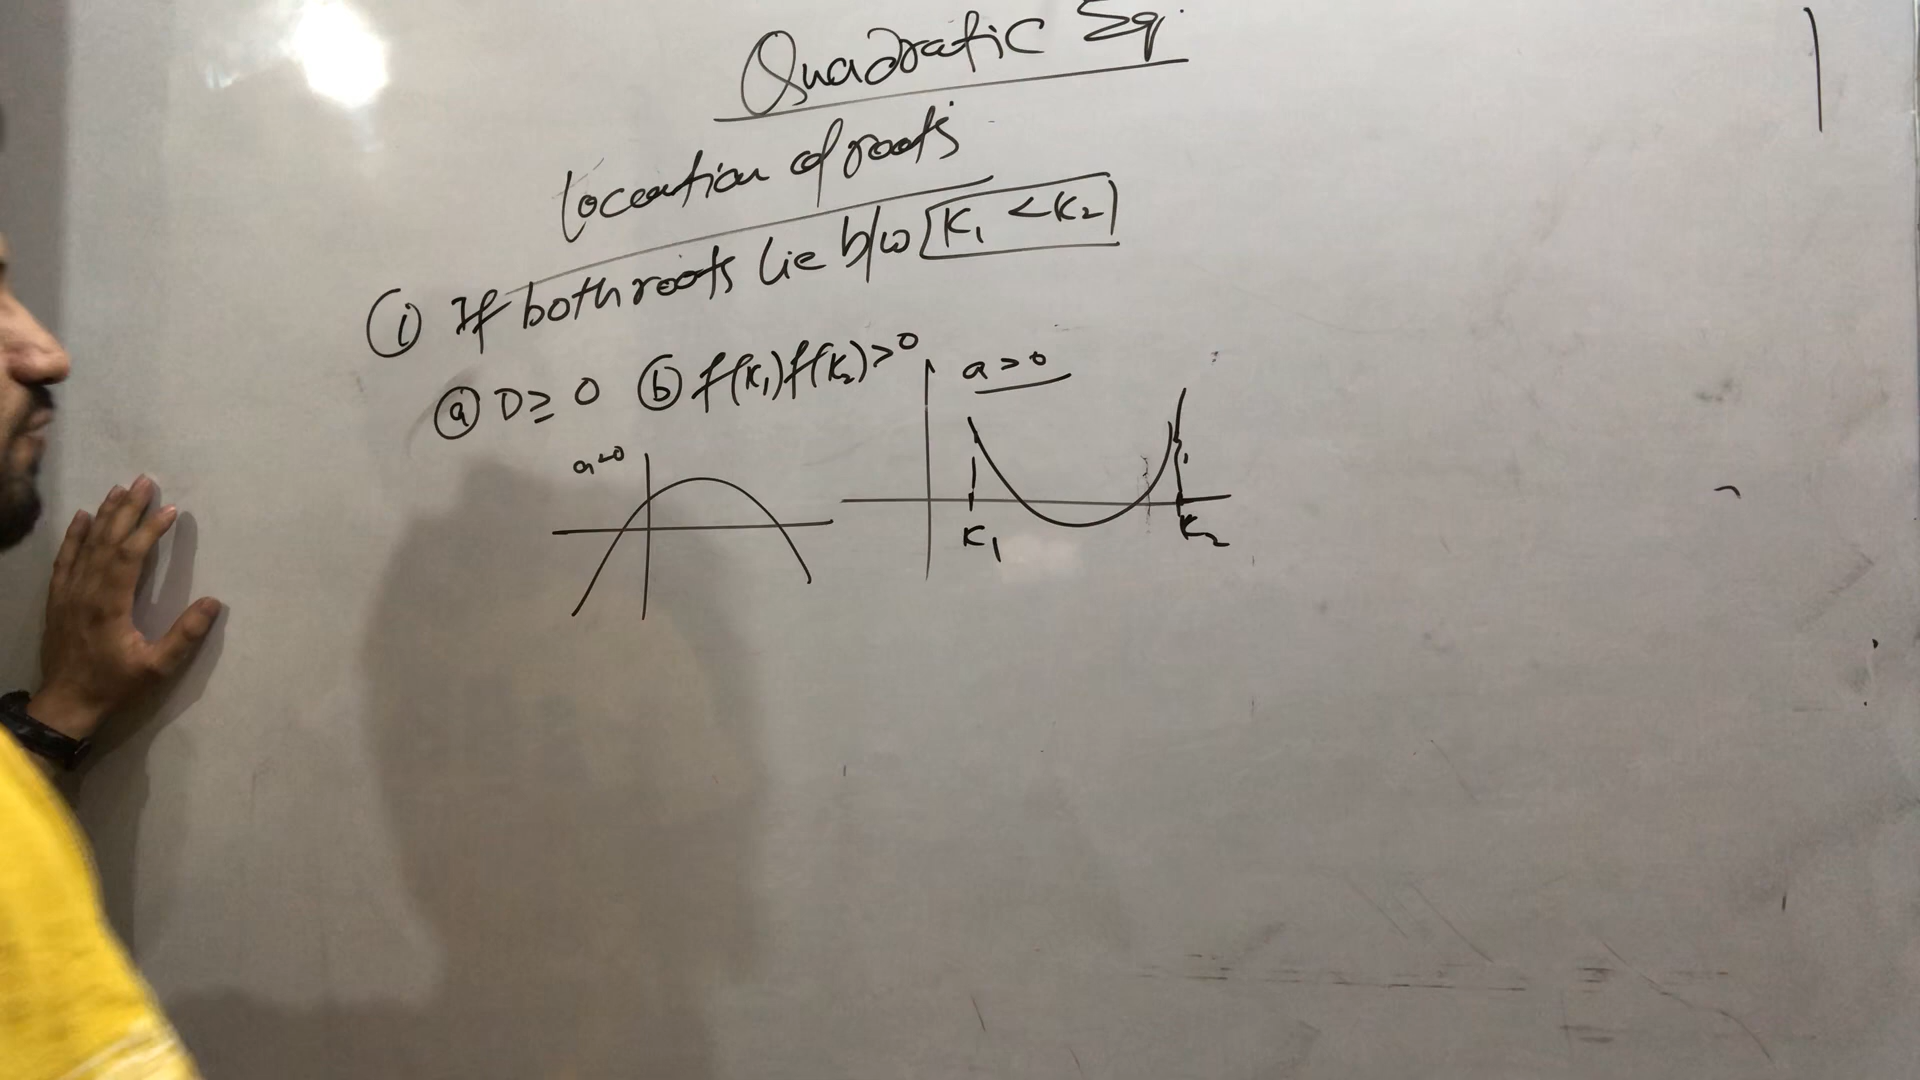 Quadratic Eq.
Location of roots
(i) If both roots lie b/w K₁ < K₂
(a) D ≥ 0 (b) f(K₁)f(K₂)>0
a>0
a<0
K₁
K₂